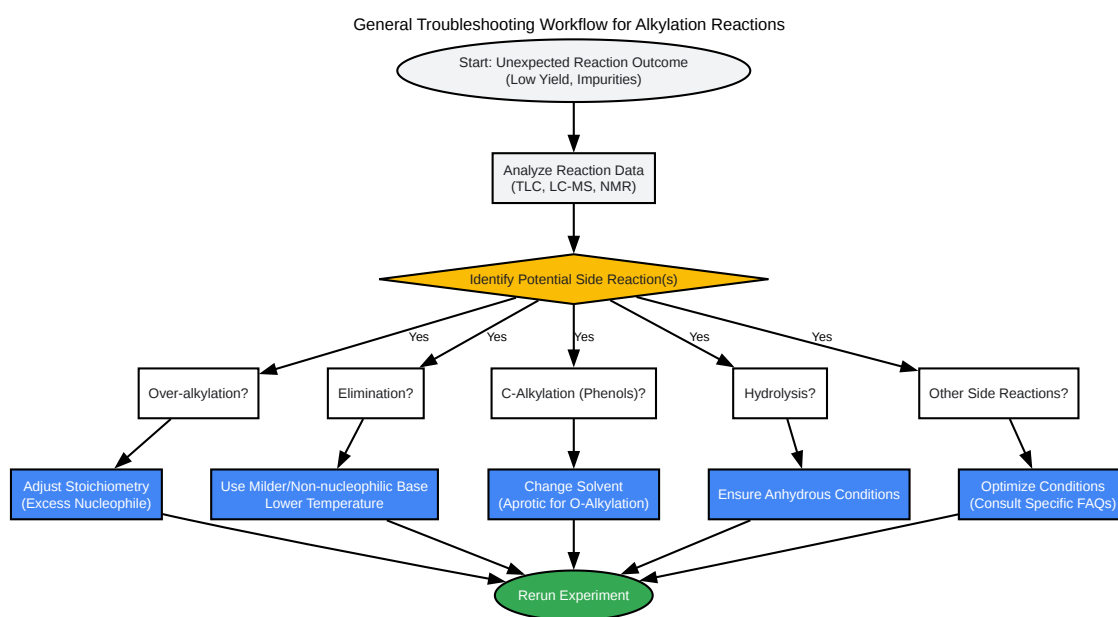 General Troubleshooting Workflow for Alkylation Reactions
Start: Unexpected Reaction Outcome
(Low Yield, Impurities)
Analyze Reaction Data
(TLC, LC-MS, NMR)
Identify Potential Side Reaction(s)
Yes
Yes
Yes
Yes
Yes
Over-alkylation?
Elimination?
C-Alkylation (Phenols)?
Hydrolysis?
Other Side Reactions?
Adjust Stoichiometry
(Excess Nucleophile)
Use Milder/Non-nucleophilic Base
Lower Temperature
Change Solvent
(Aprotic for O-Alkylation)
Ensure Anhydrous Conditions
Optimize Conditions
(Consult Specific FAQs)
Rerun Experiment